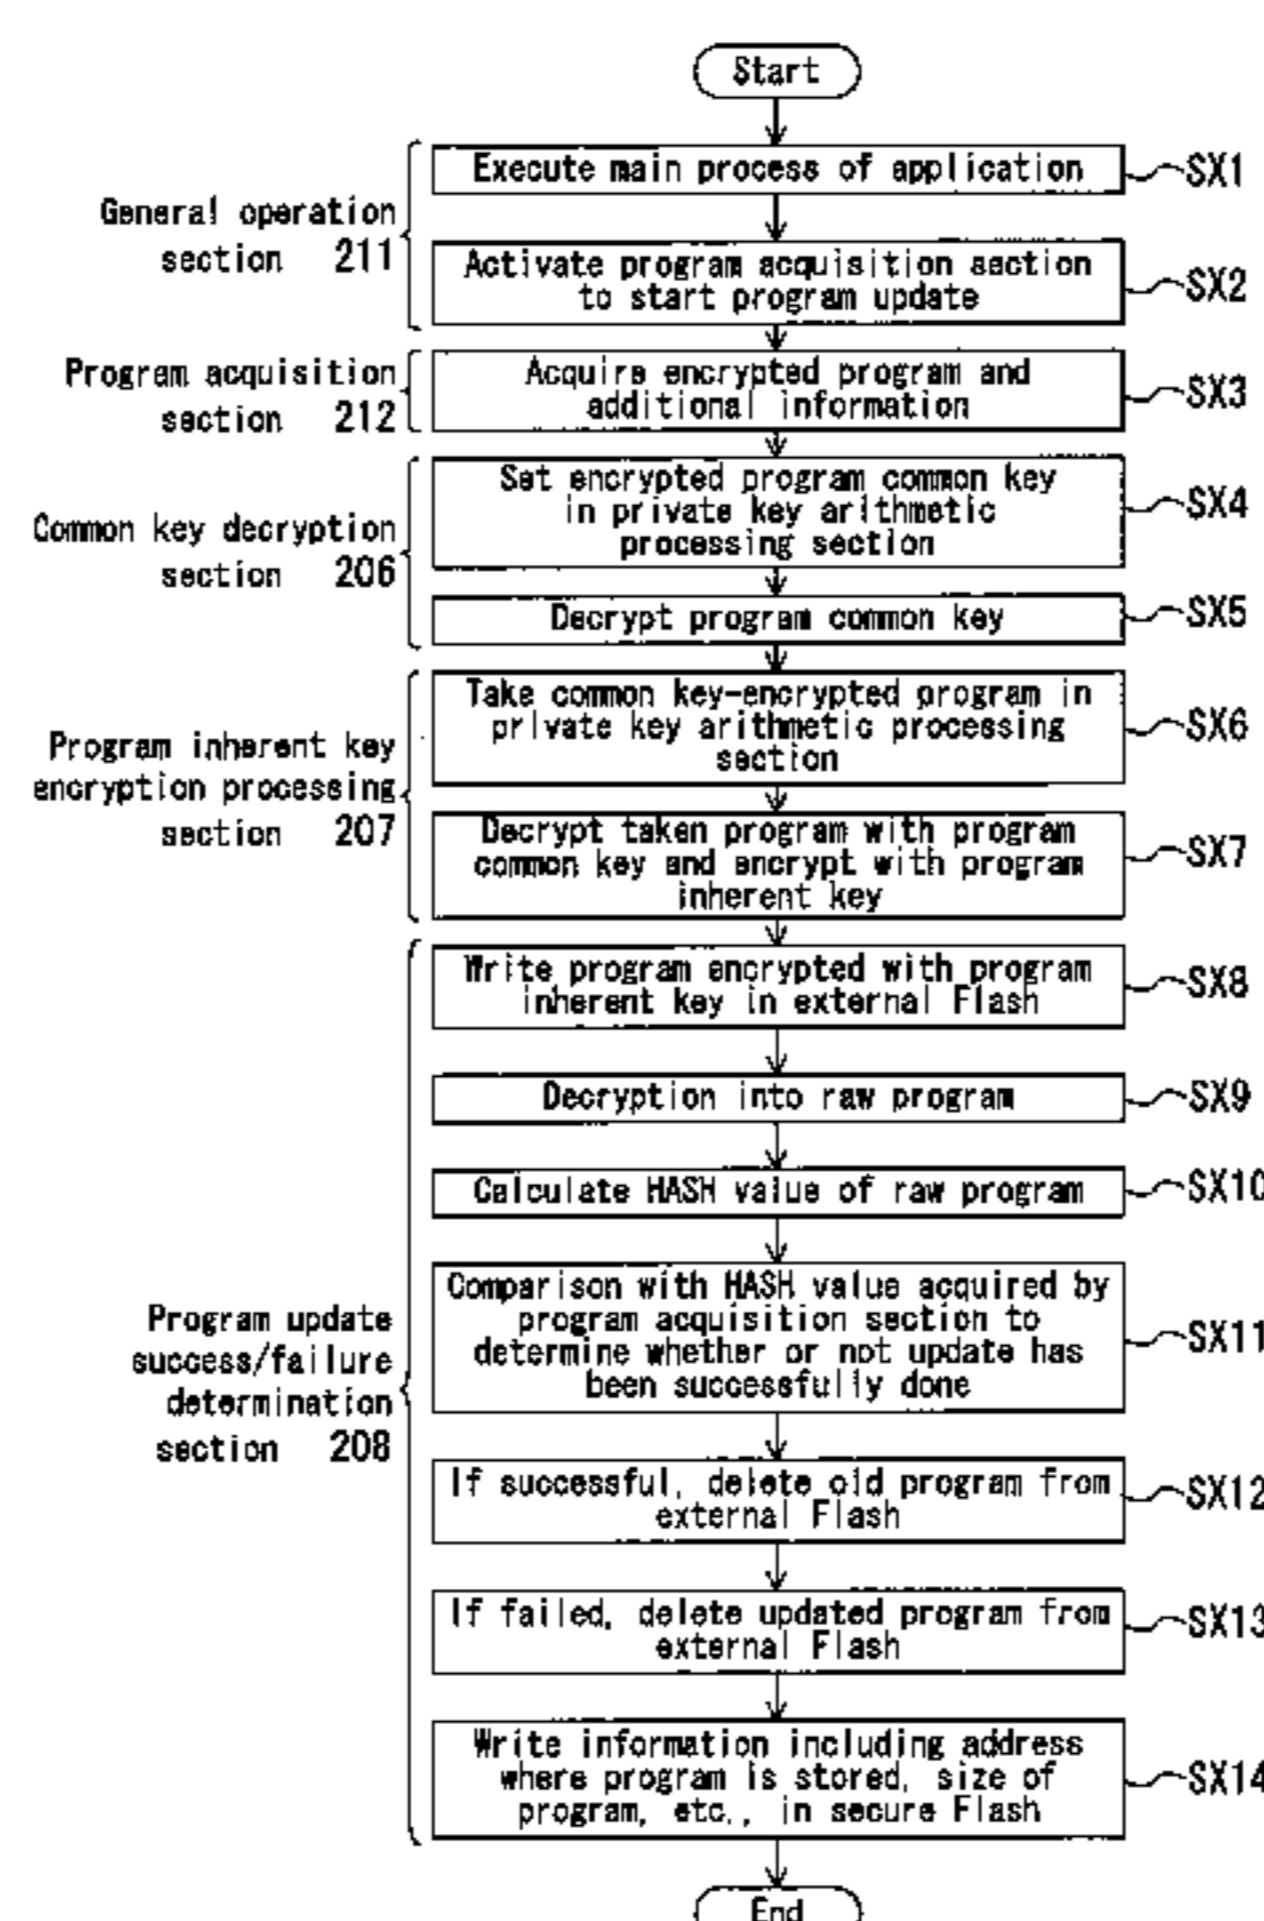 Start
Execute main process of application
SX1
General operation
section 211
Activate program acquisition section
to start program update
SX2
Program acquisition
section 212
Acquire encrypted program and
additional information
SX3
Common key decryption
section 206
Set encrypted program common key
in private key arithmetic
processing section
SX4
Decrypt program common key
SX5
Program inherent key
encryption processing
section 207
Take common key-encrypted program in
private key arithmetic processing
section
SX6
Decrypt taken program with program
common key and encrypt with program
inherent key
SX7
Write program encrypted with program
inherent key in external Flash
SX8
Decryption into raw program
SX9
Calculate HASH value of raw program
SX10
Program update
success/failure
determination
section 208
Comparison with HASH value acquired by
program acquisition section to
determine whether or not update has
been successfully done
SX11
If successful, delete old program from
external Flash
SX12
If failed, delete updated program from
external Flash
SX13
Write information including address
where program is stored, size of
program, etc., in secure Flash
SX14
End